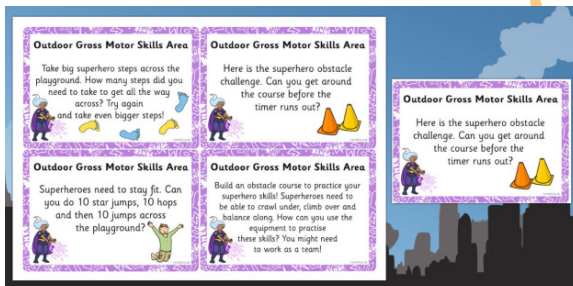 Outdoor Gross Motor Skills Area
Take big superhero steps across the
playground. How many steps did you
need to take to get all the way
across? Try again
and take even bigger steps!
Outdoor Gross Motor Skills Area
Here is the superhero obstacle
challenge. Can you get around
the course before the
timer runs out?
Outdoor Gross Motor Skills Area
Superheroes need to stay fit. Can
you do 10 star jumps, 10 hops
and then 10 jumps across
the playground?
Outdoor Gross Motor Skills Area
Build an obstacle course to practice your
superhero skills! Superheroes need to
be able to crawl under, climb over and
balance along. How can you use the
equipment to practise
these skills? You might need
to work as a team!
Outdoor Gross Motor Skills Area
Here is the superhero obstacle
challenge. Can you get around
the course before the
timer runs out?